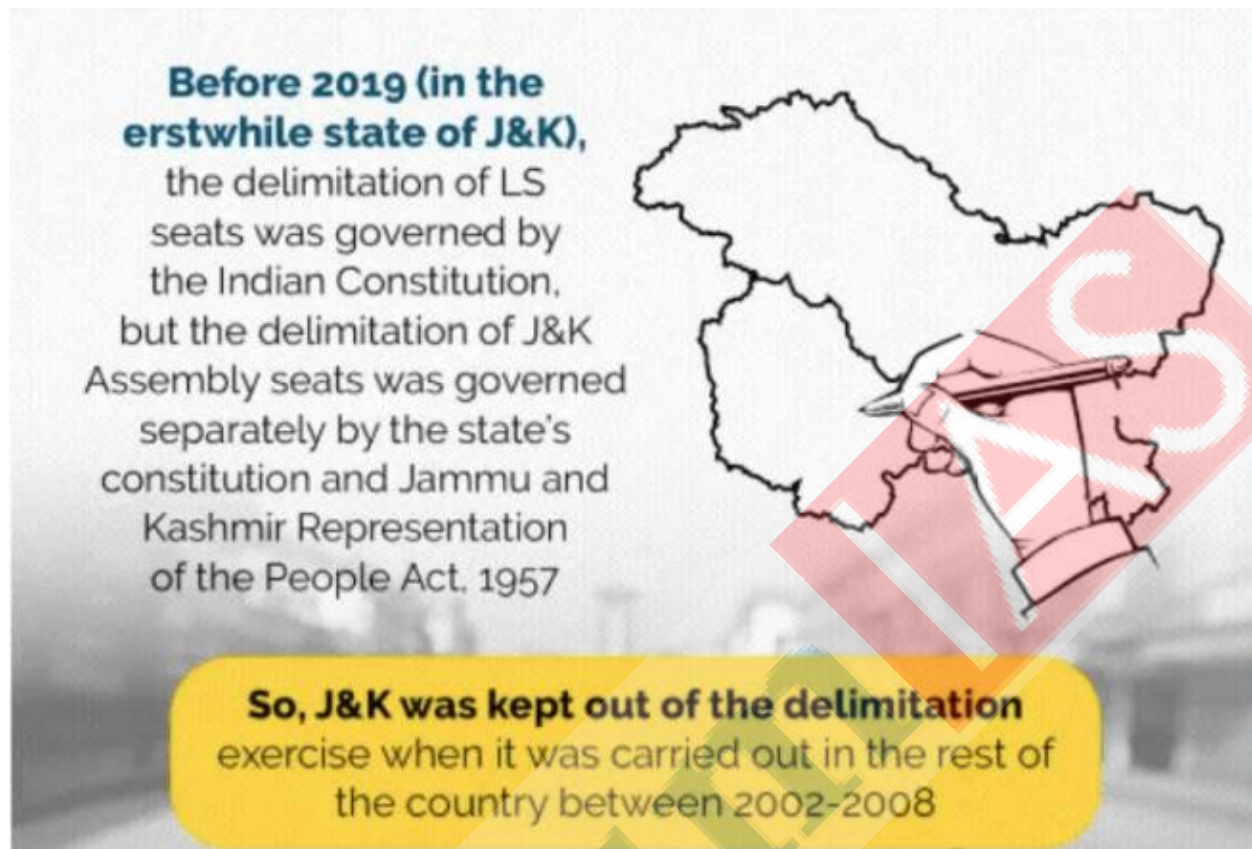 Before 2019 (in the
erstwhile state of J&K),
the delimitation of LS
seats was governed by
the Indian Constitution,
but the delimitation of J&K
Assembly seats was governed
separately by the state's
constitution and Jammu and
Kashmir Representation
of the People Act, 1957
IAS
So, J&K was kept out of the delimitation
exercise when it was carried out in the rest of
the country between 2002-2008